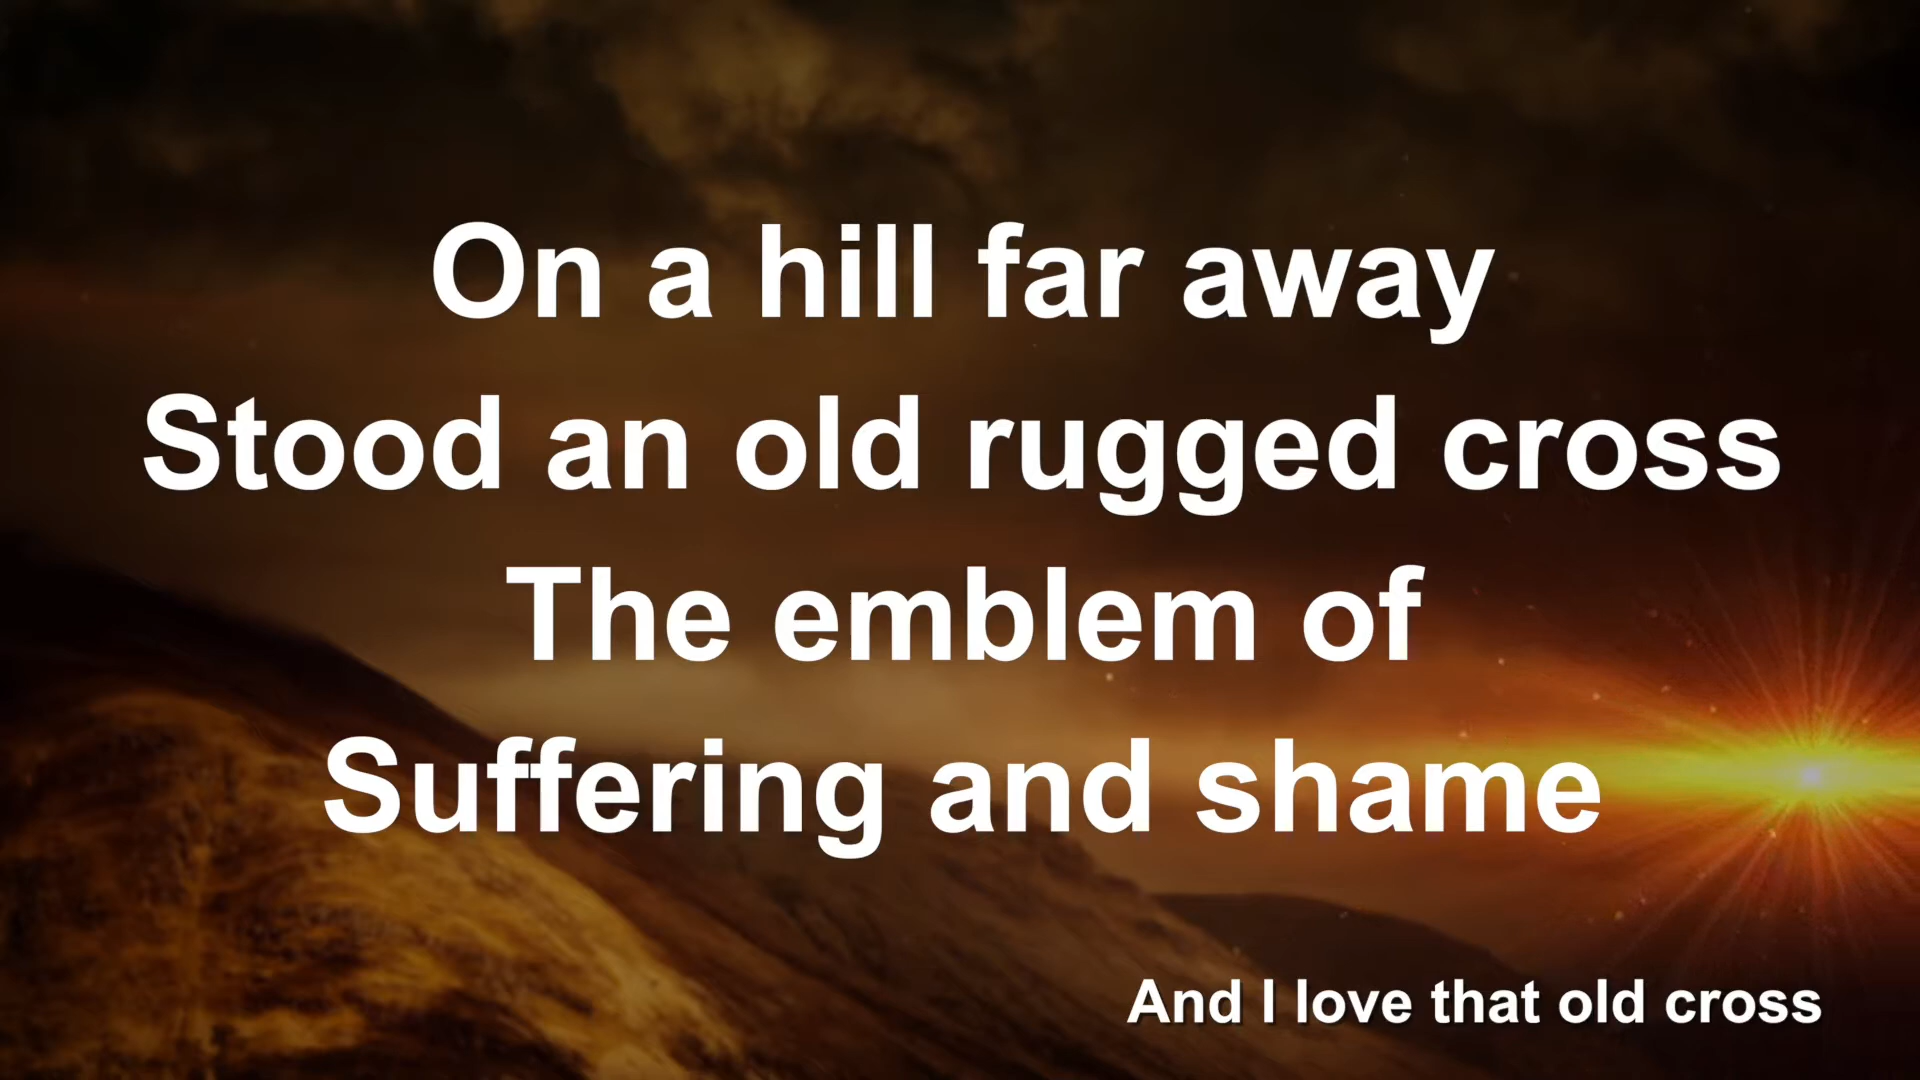 On a hill far away
Stood an old rugged cross
The emblem of
Suffering and shame
And I love that old cross